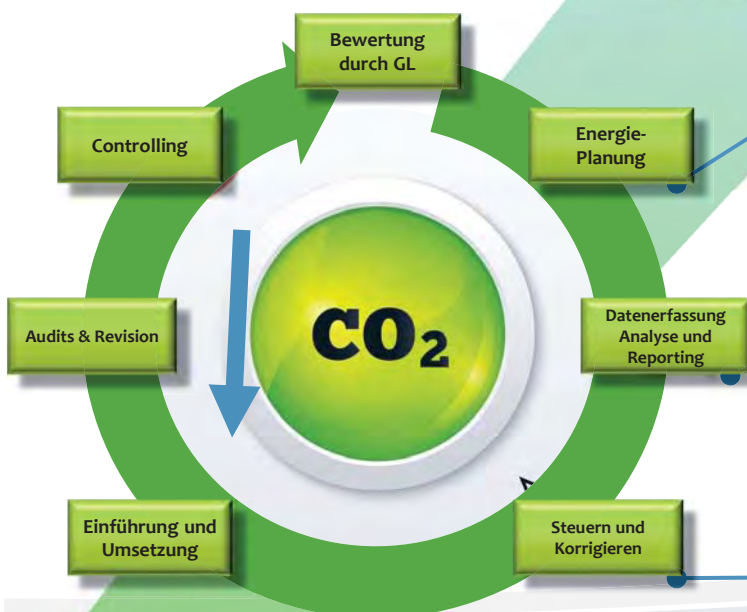 Bewertung
durch GL
Energie-
Planung
Datenerfassung
Analyse und
Reporting
Steuern und
Korrigieren
Einführung und
Umsetzung
Audits & Revision
Controlling
CO₂